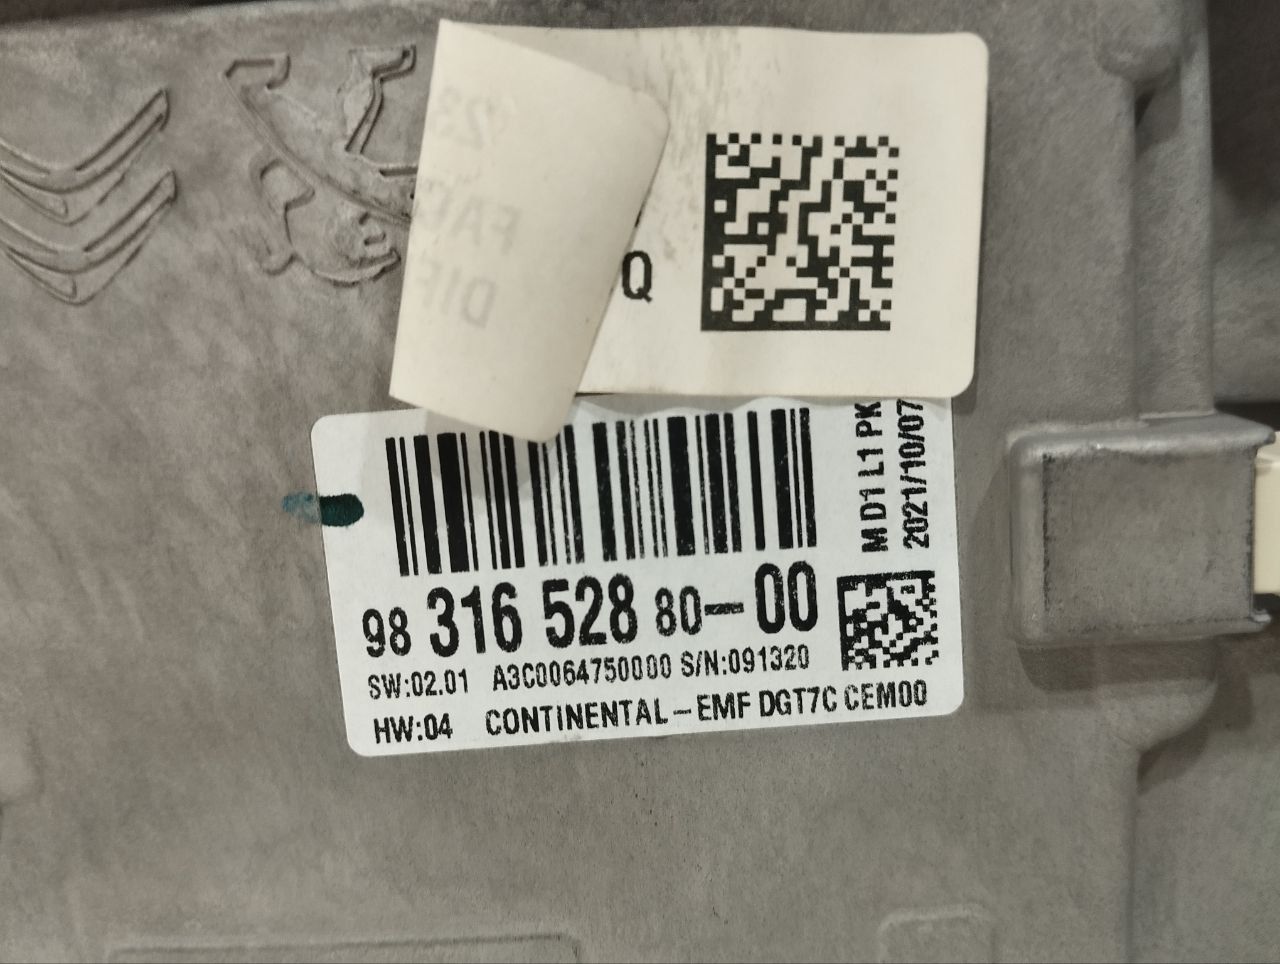 Q
MD1 L1 PK
2021/10/07
98 316 528 80-00
SW:02.01 A3C0064750000 S/N:091320
HW:04 CONTINENTAL-EMF DGT7C CEM00